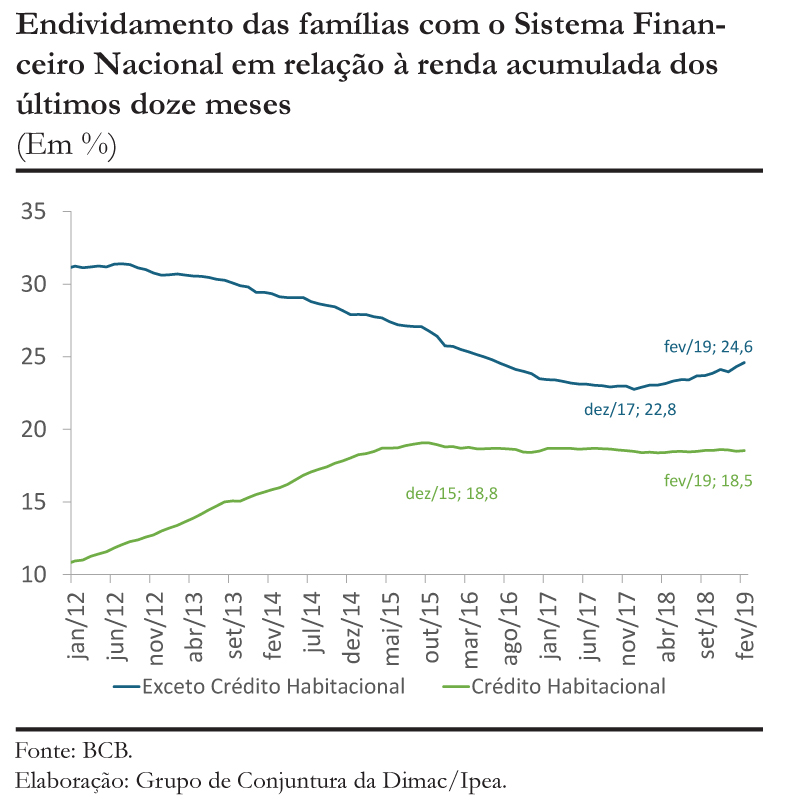 Endividamento das famílias com o Sistema Finan-
ceiro Nacional em relação à renda acumulada dos
últimos doze meses
(Em %)
35
30
25
20
15
10
fev/19; 24,6
dez/17; 22,8
dez/15; 18,8
fev/19; 18,5
jan/12
jun/12
nov/12
abr/13
set/13
fev/14
jul/14
dez/14
mai/15
out/15
mar/16
ago/16
jan/17
jun/17
nov/17
abr/18
set/18
fev/19
Exceto Crédito Habitacional
Crédito Habitacional
Fonte: BCB.
Elaboração: Grupo de Conjuntura da Dimac/Ipea.